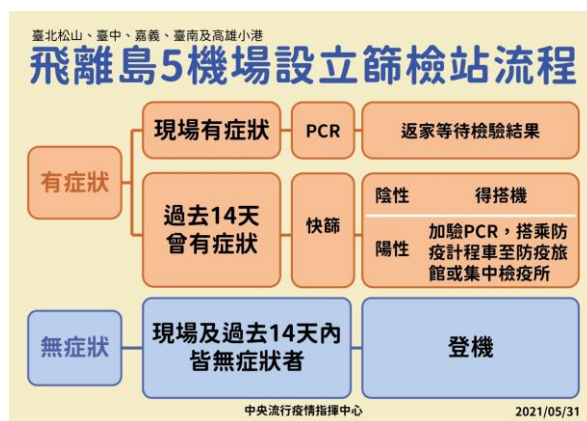 臺北松山、臺中、嘉義、臺南及高雄小港
飛離島5機場設立篩檢站流程
有症狀
現場有症狀
PCR
返家等待檢驗結果
過去14天
曾有症狀
快篩
陰性
得搭機
陽性
加驗PCR，搭乘防
疫計程車至防疫旅
館或集中檢疫所
無症狀
現場及過去14天內
皆無症狀者
登機
中央流行疫情指揮中心
2021/05/31